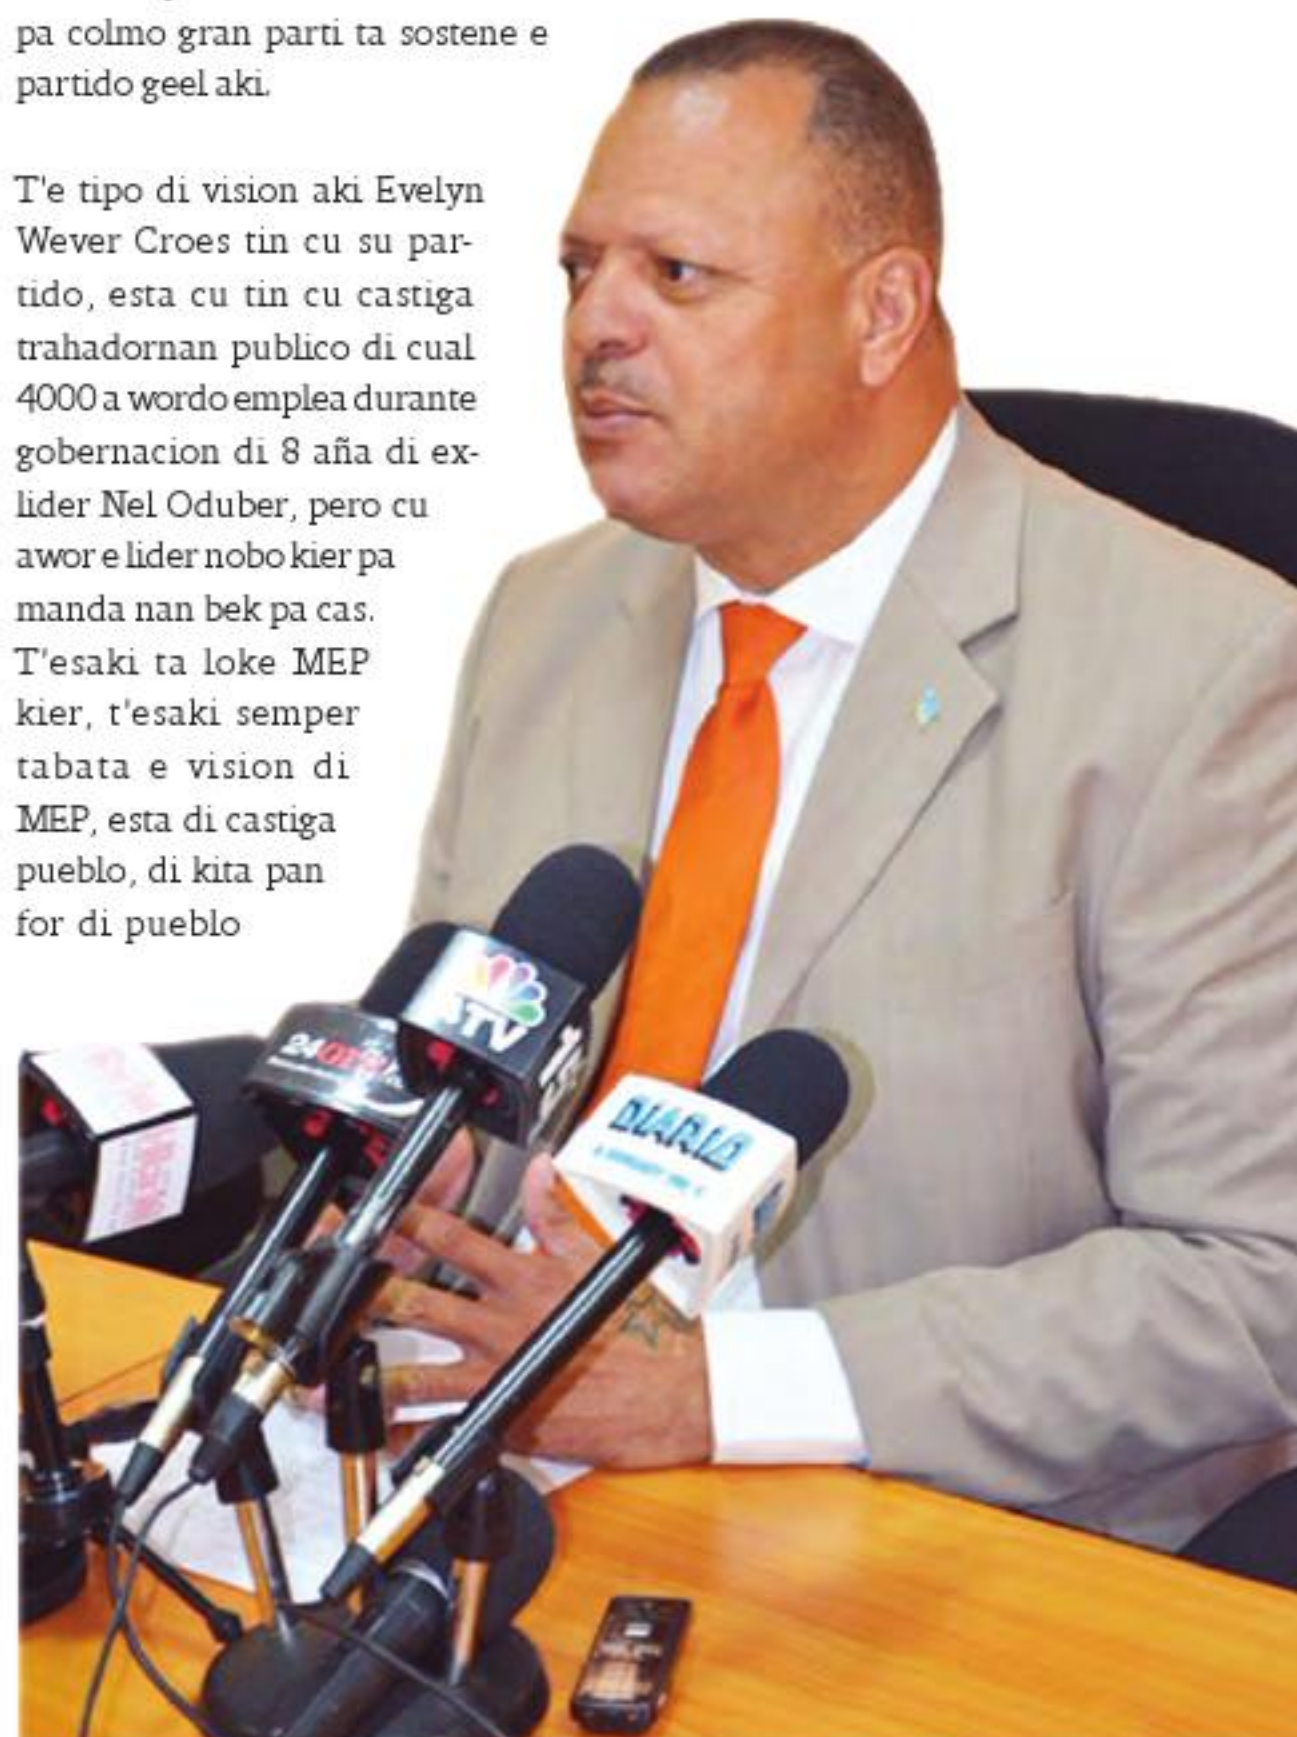 pa colmo gran parti ta sostene e
partido geel aki.
T'e tipo di vision aki Evelyn
Wever Croes tin cu su par-
tido, esta cu tin cu castiga
trahadornan publico di cual
4000 a wordo emplea durante
gobernacion di 8 aña di ex-
lider Nel Oduber, pero cu
awor e lider nobo kier pa
manda nan bek pa cas.
T'esaki ta loke MEP
kier, t'esaki semper
tabata e vision di
MEP, esta di castiga
pueblo, di kita pan
for di pueblo
ATV
24ORA
DIARIO